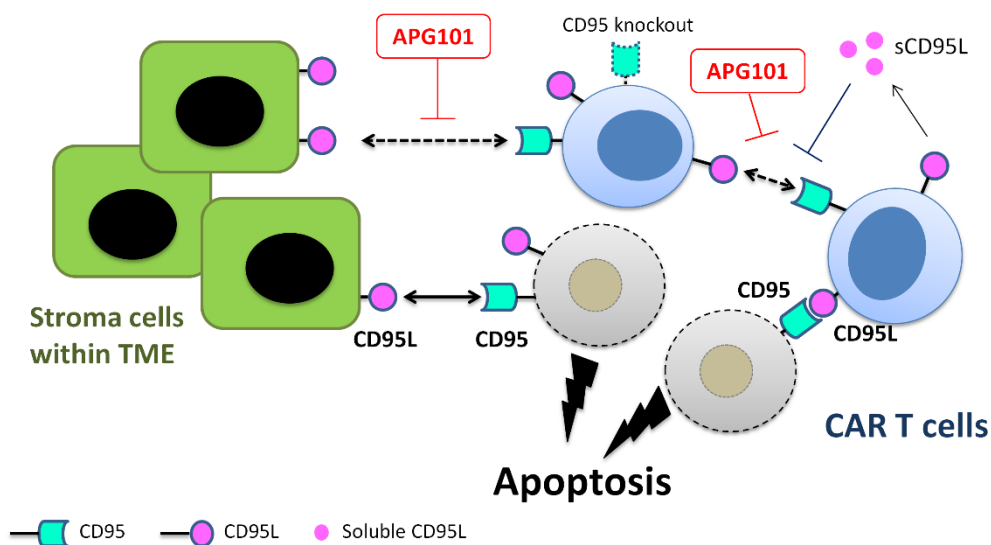 CD95 knockout
APG101
sCD95L
APG101
CD95
Stroma cells
within TME
CD95L
CD95
CD95L
CAR T cells
Apoptosis
CD95
CD95L
Soluble CD95L